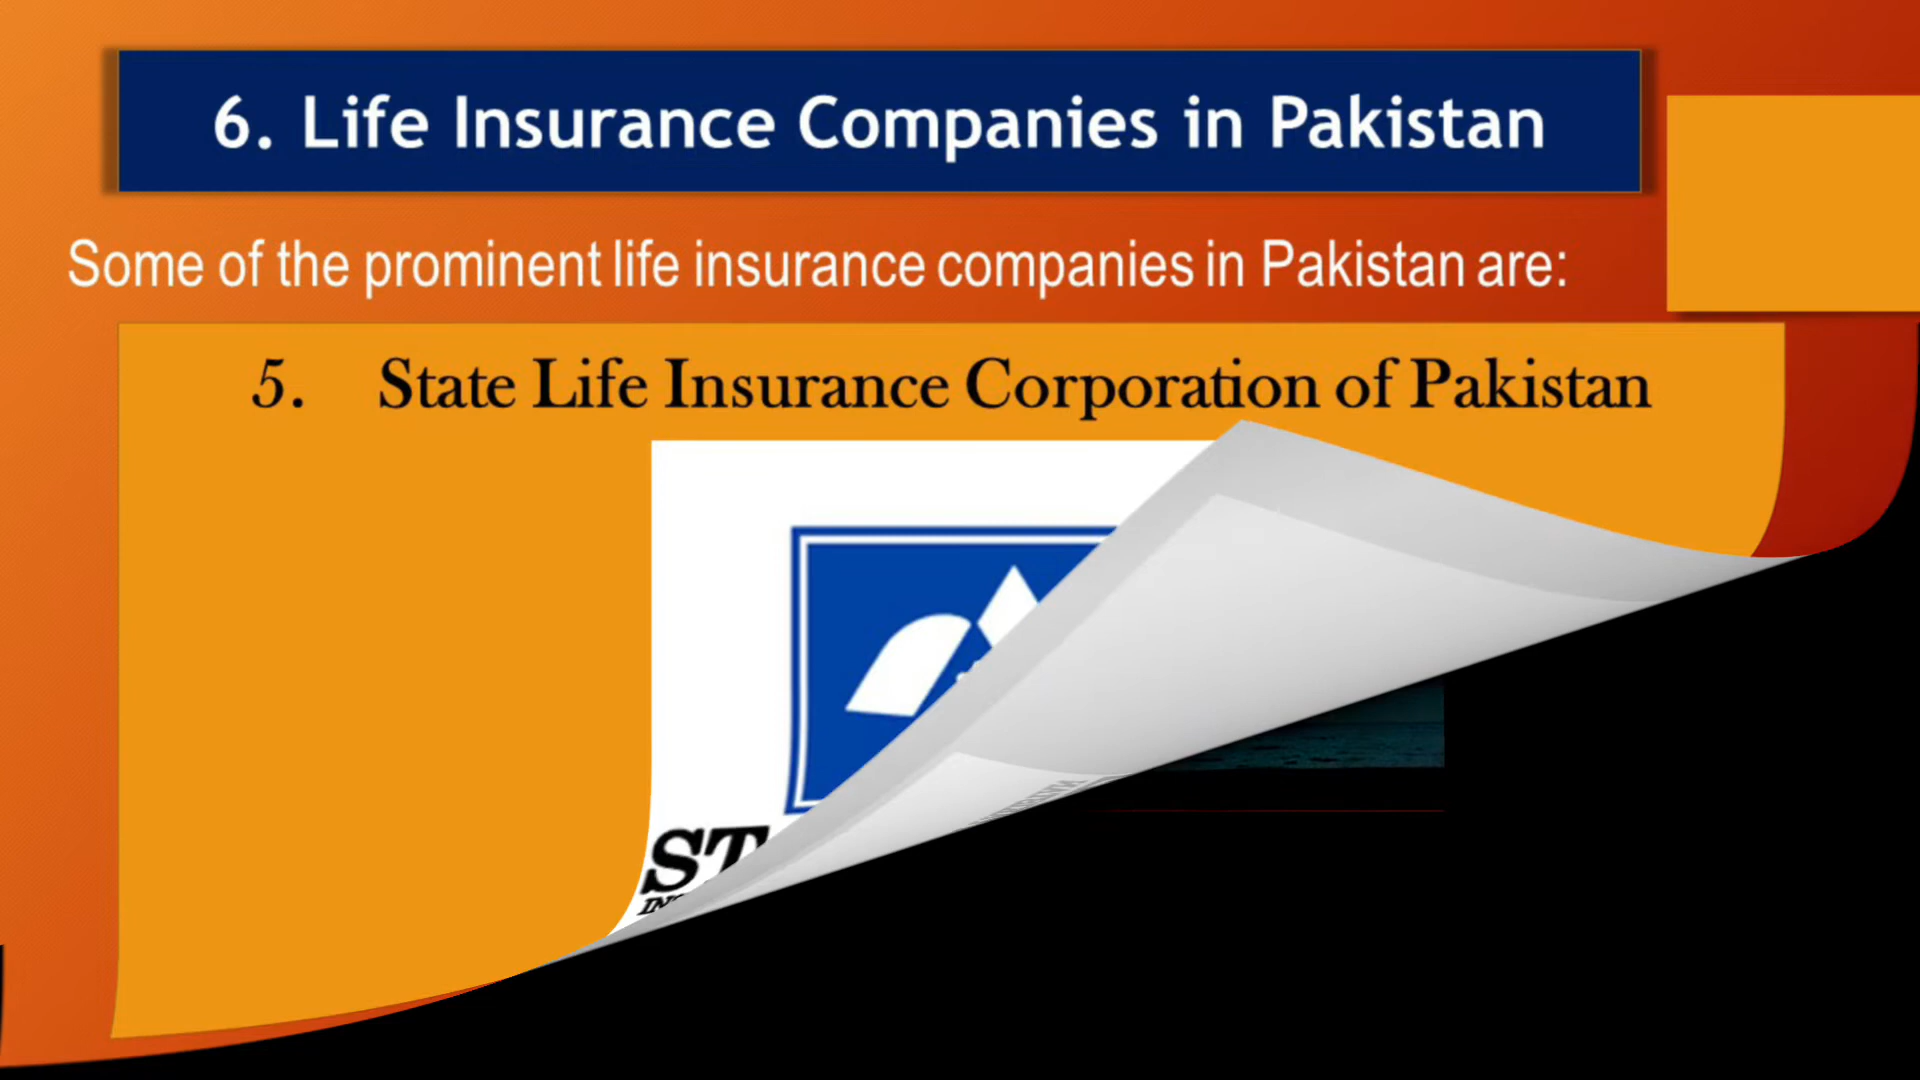 6. Life Insurance Companies in Pakistan
Some of the prominent life insurance companies in Pakistan are:
5. State Life Insurance Corporation of Pakistan
ST